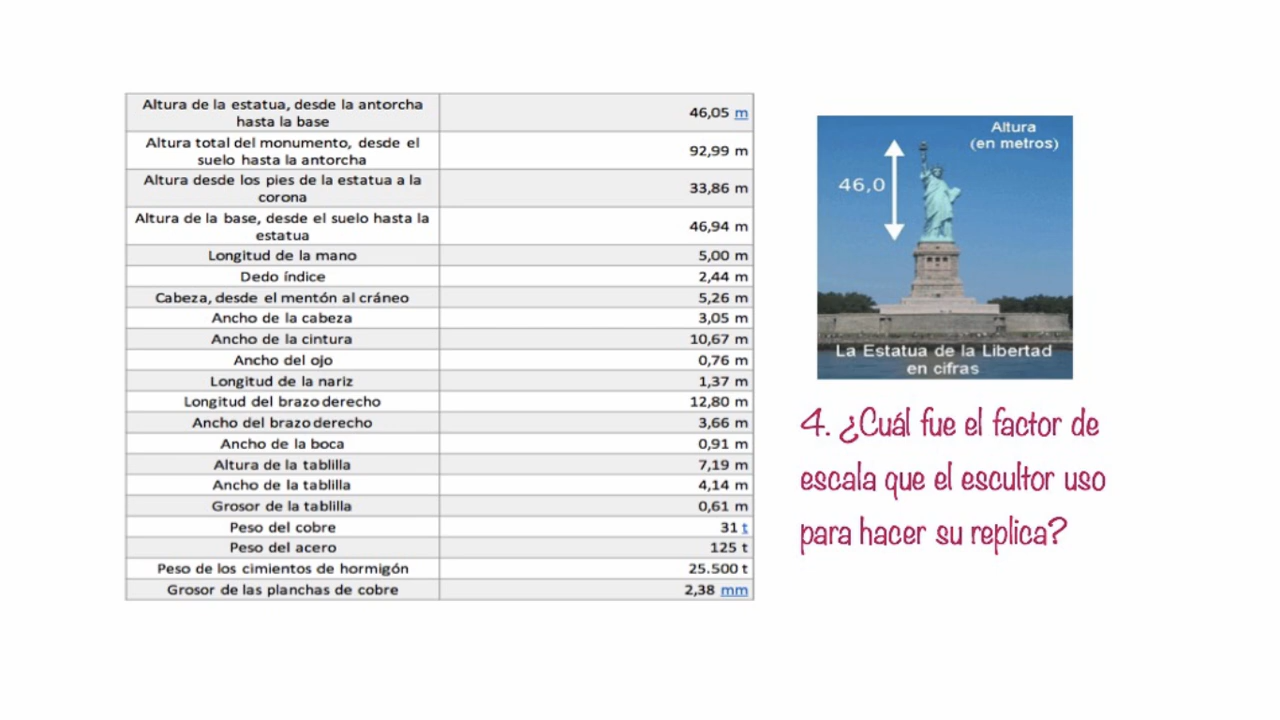 Altura de la estatua, desde la antorcha
hasta la base
46,05 m
Altura total del monumento, desde el
suelo hasta la antorcha
92,99 m
Altura desde los pies de la estatua a la
corona
33,86 m
Altura de la base, desde el suelo hasta la
estatua
46,94 m
Longitud de la mano 5,00 m
Dedo índice 2,44 m
Cabeza, desde el mentón al cráneo 5,26 m
Ancho de la cabeza 3,05 m
Ancho de la cintura 10,67 m
Ancho del ojo 0,76 m
Longitud de la nariz 1,37 m
Longitud del brazo derecho 12,80 m
Ancho del brazo derecho 3,66 m
Ancho de la boca 0,91 m
Altura de la tablilla 7,19 m
Ancho de la tablilla 4,14 m
Grosor de la tablilla 0,61 m
Peso del cobre 31 t
Peso del acero 125 t
Peso de los cimientos de hormigón 25.500 t
Grosor de las planchas de cobre 2,38 mm
Altura
(en metros)
46,0
La Estatua de la Libertad
en cifras
4. ¿Cuál fue el factor de
escala que el escultor uso
para hacer su replica?